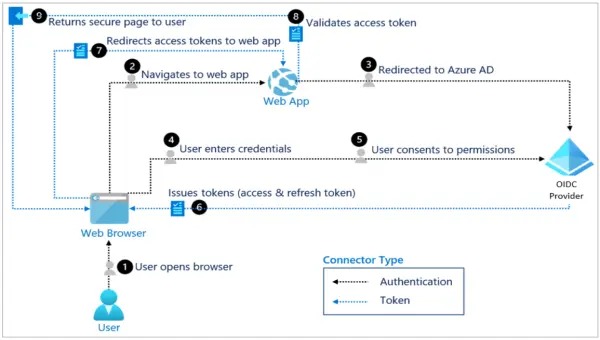 9 Returns secure page to user
8
Validates access token
7 Redirects access tokens to web app
2
Navigates to web app
3
Redirected to Azure AD
Web App
4
User enters credentials
5
User consents to permissions
OIDC
Provider
Issues tokens (access & refresh token)
6
Web Browser
1 User opens browser
User
Connector Type
Authentication
Token